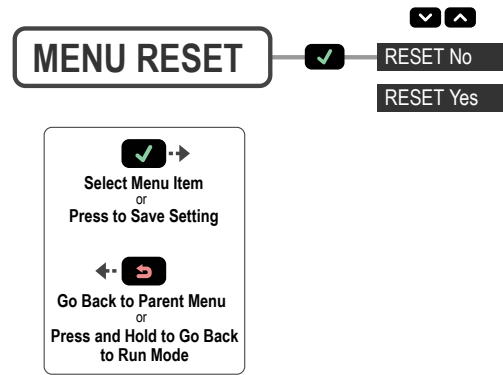 MENU RESET
RESET No
RESET Yes
Select Menu Item
or
Press to Save Setting
Go Back to Parent Menu
or
Press and Hold to Go Back
to Run Mode